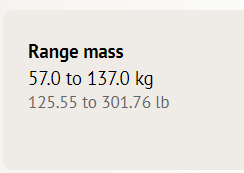 Range mass
57.0 to 137.0 kg
125.55 to 301.76 lb